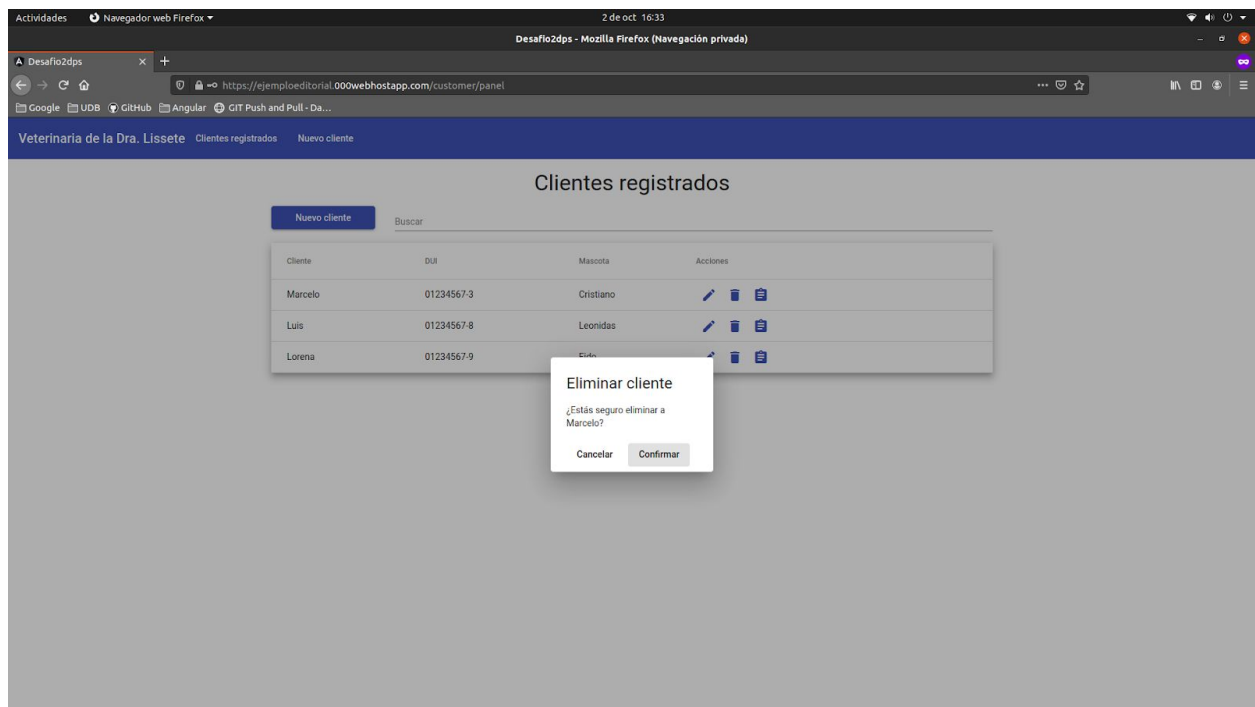 Actividades Navegador web Firefox 2 de oct 16:33
Desafio2dps - Mozilla Firefox (Navegación privada)
Desafio2dps
https://ejemploeditorial.000webhostapp.com/customer/panel
Google UDB GitHub Angular GIT Push and Pull - Da...
Veterinaria de la Dra. Lissete Clientes registrados Nuevo cliente
Clientes registrados
Nuevo cliente Buscar
Cliente DUI Mascota Acciones
Marcelo 01234567-3 Cristiano
Luis 01234567-8 Leonidas
Lorena 01234567-9 Fido
Eliminar cliente
¿Estás seguro eliminar a
Marcelo?
Cancelar Confirmar